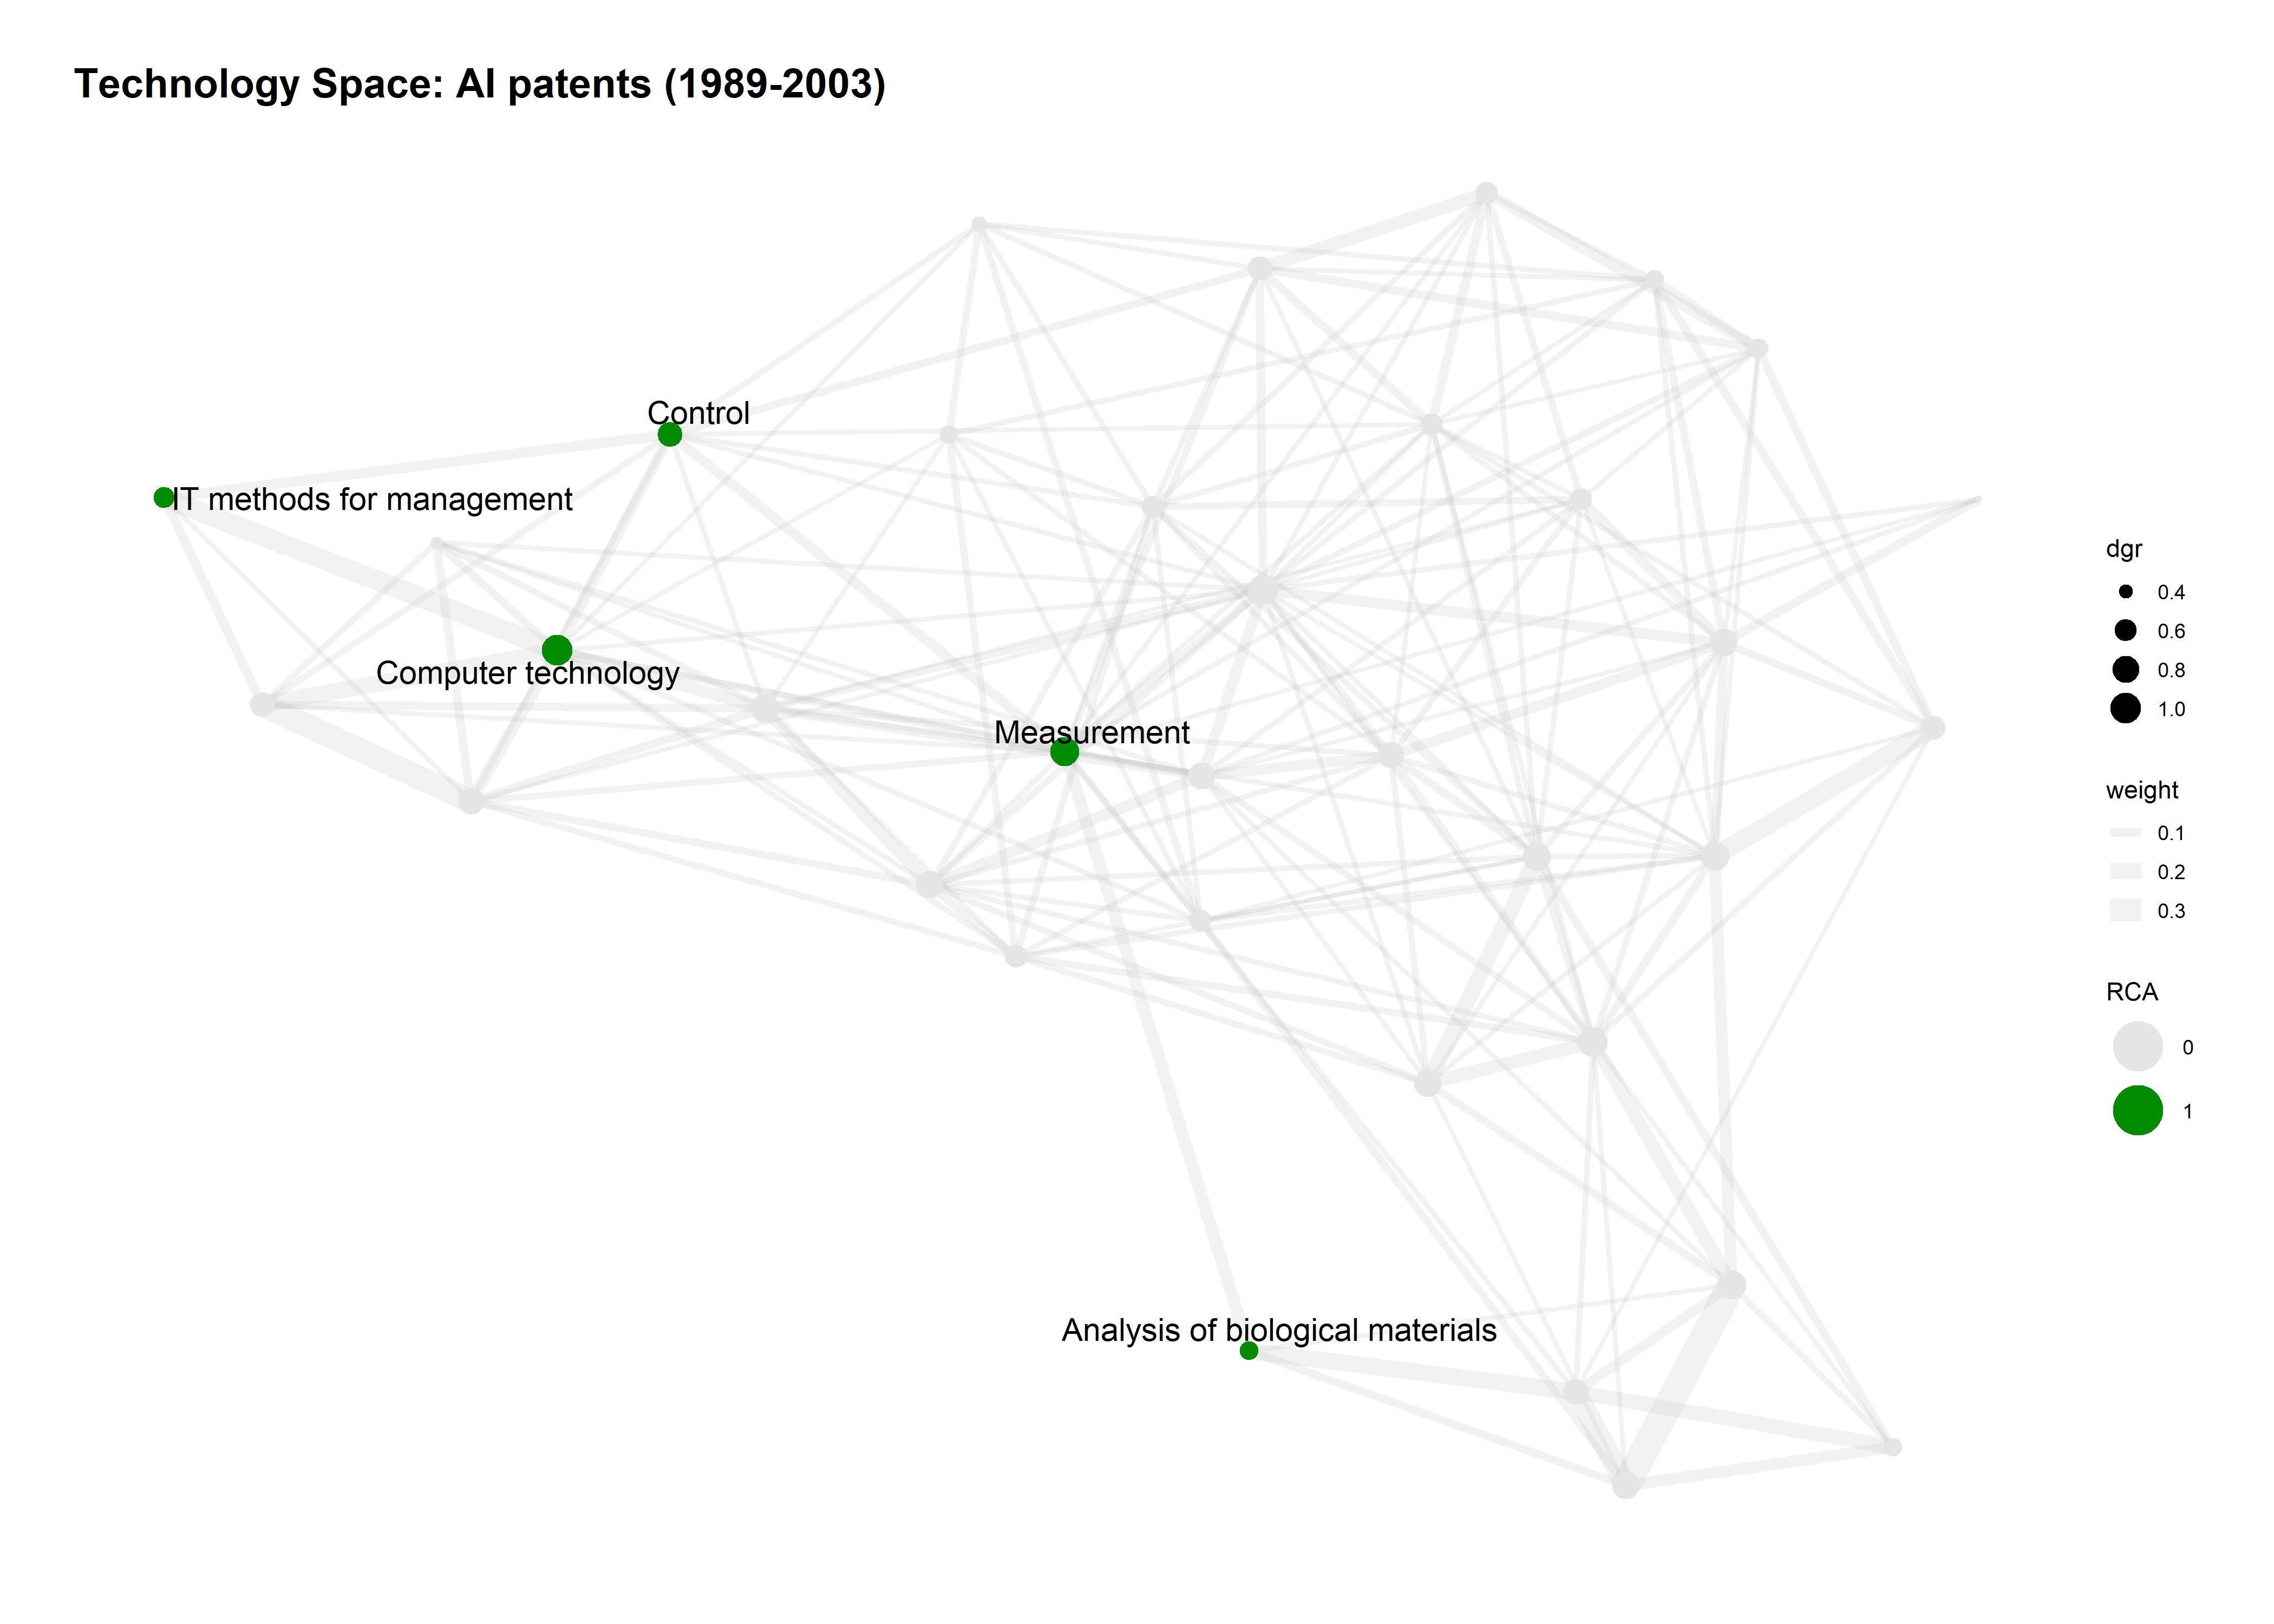 Technology Space: AI patents (1989-2003)
Control
IT methods for management
Computer technology
Measurement
Analysis of biological materials
dgr
0.4
0.6
0.8
1.0
weight
0.1
0.2
0.3
RCA
0
1